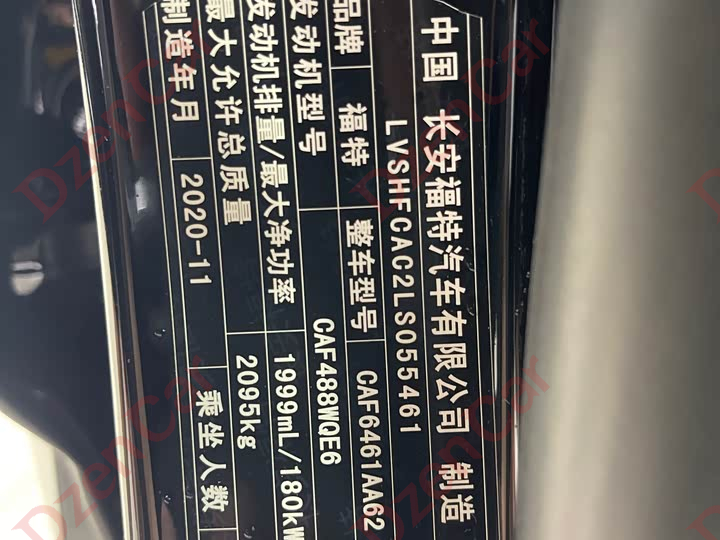 中国 长安福特汽车有限公司 制造
LVSHFCAC2LS055461
品牌 福特 整车型号 CAF6461AA62
发动机型号 CAF488WQE6
发动机排量/最大净功率 1999mL/180kW
最大允许总质量 2095kg
制造年月 2020-11 乘坐人数
DzenCar
DzenCar
DzenCar
DzenCar